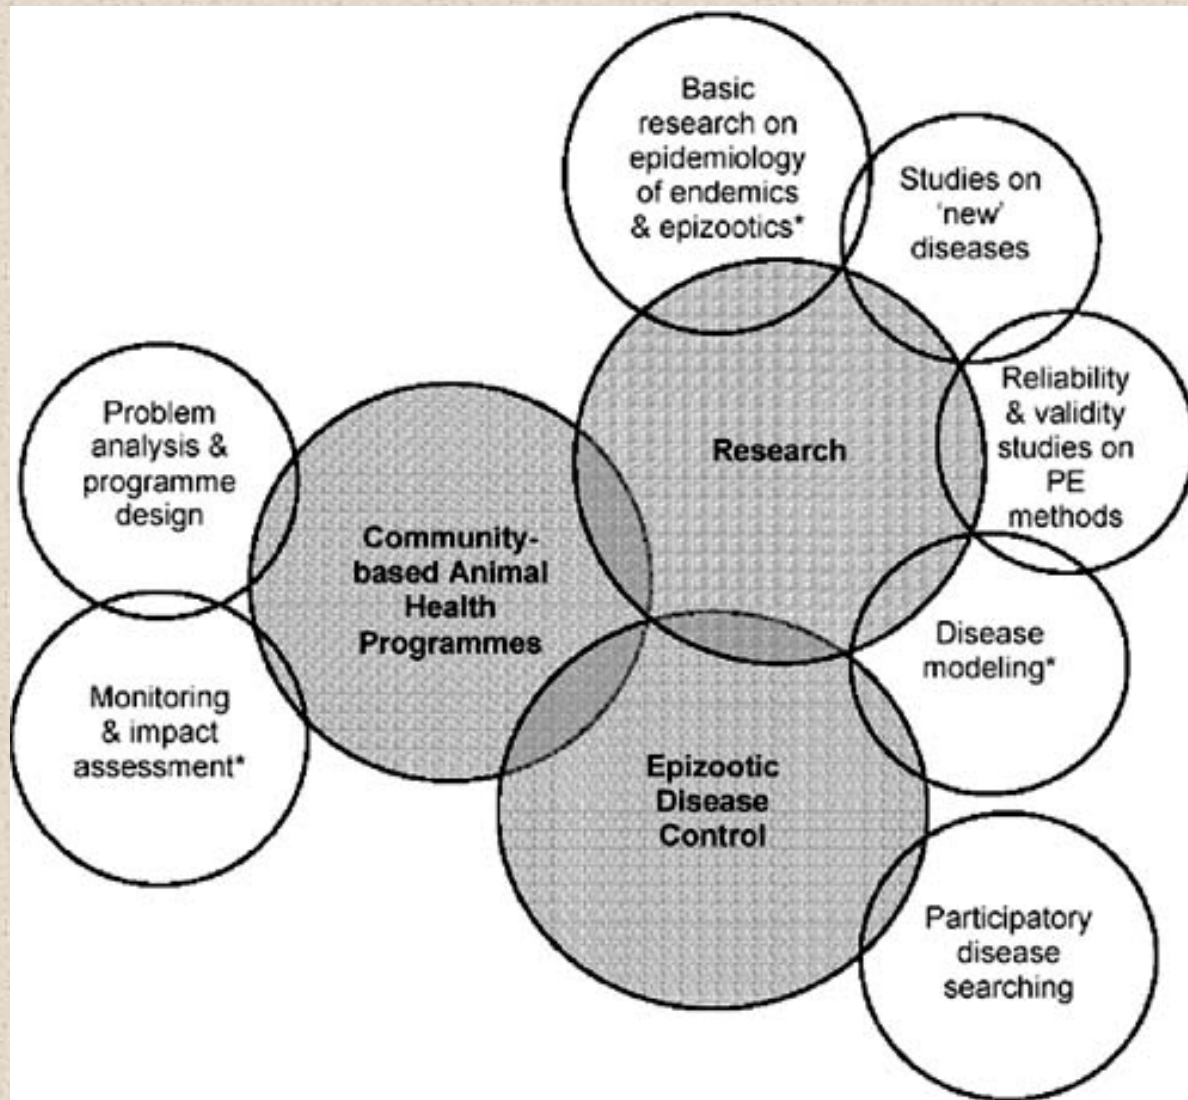 Basic
research on
epidemiology
of endemics
& epizootics*
Studies on
‘new’
diseases
Reliability
& validity
studies on
PE
methods
Research
Problem
analysis &
programme
design
Community-
based Animal
Health
Programmes
Disease
modeling*
Monitoring
& impact
assessment*
Epizootic
Disease
Control
Participatory
disease
searching